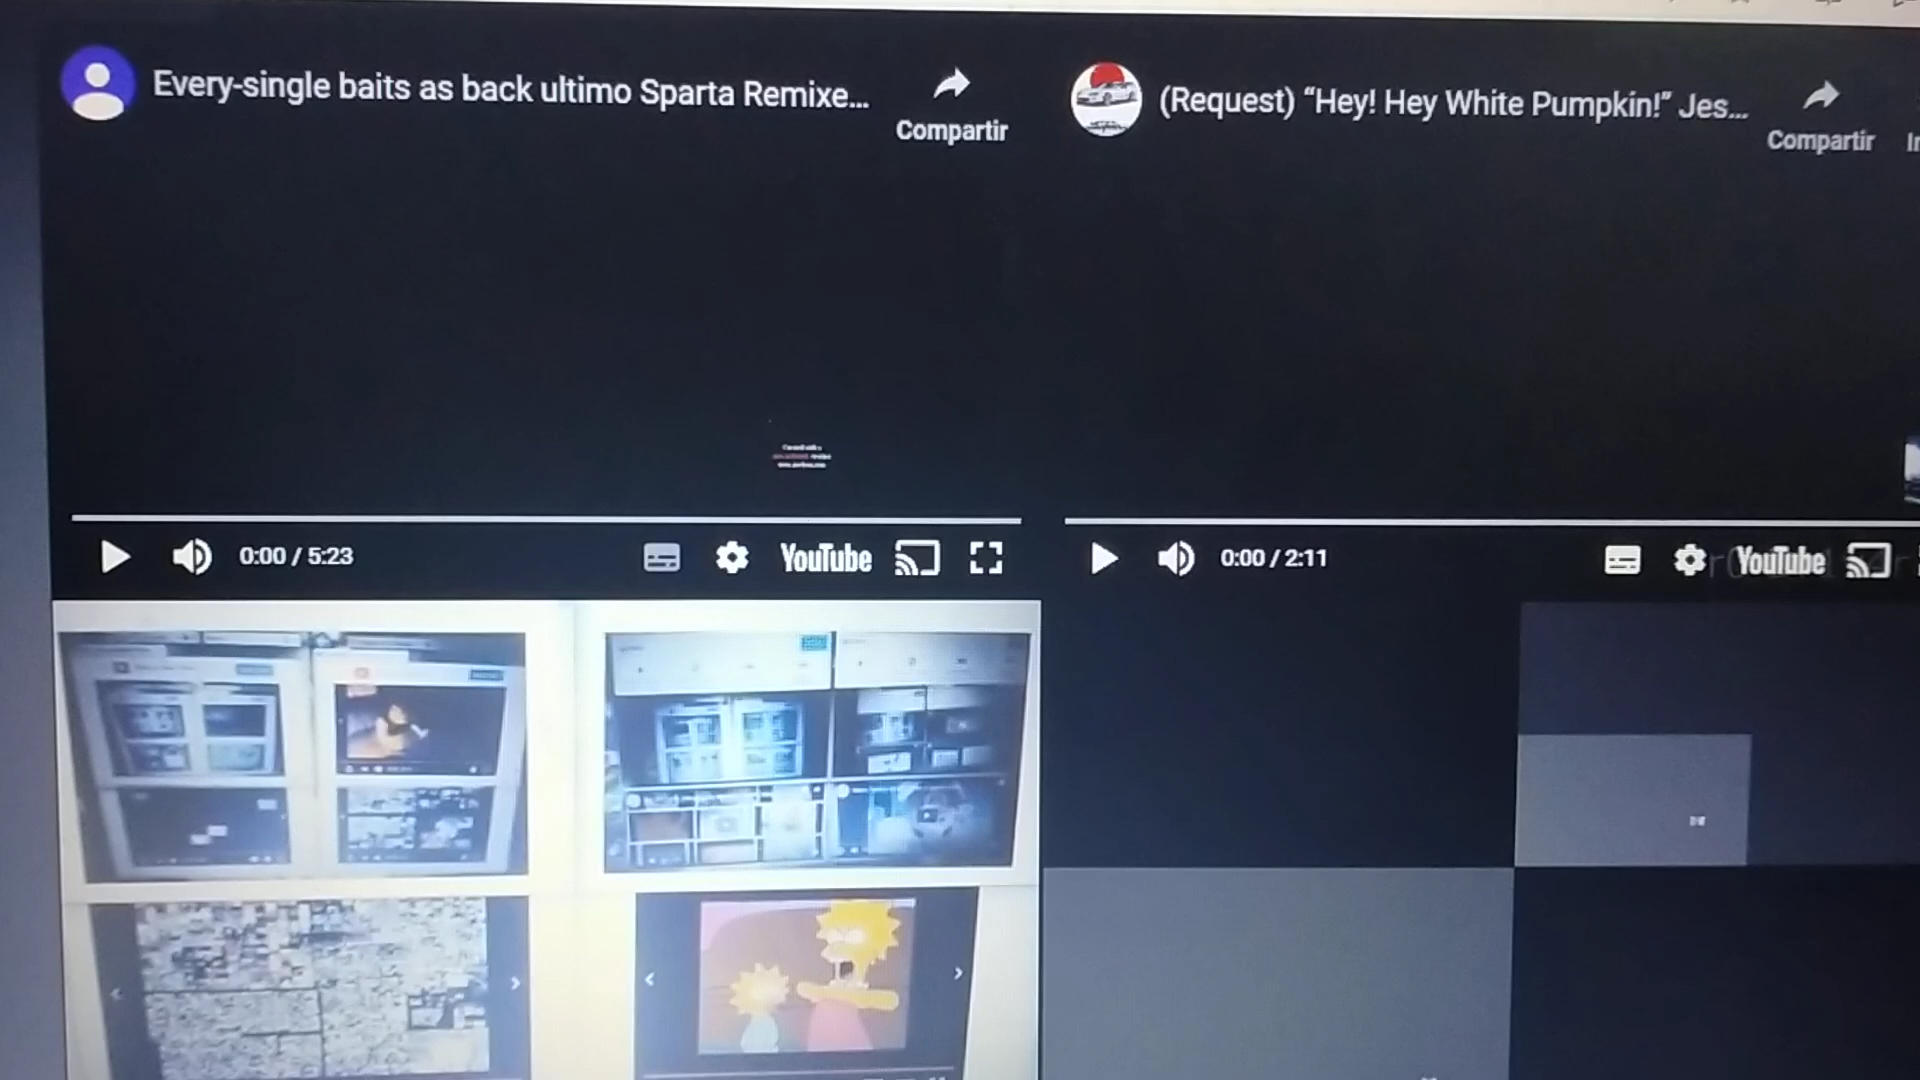 Every-single baits as back ultimo Sparta Remixe...
Compartir
(Request) “Hey! Hey White Pumpkin!” Jes...
Compartir
0:00 / 5:23
YouTube
0:00 / 2:11
YouTube